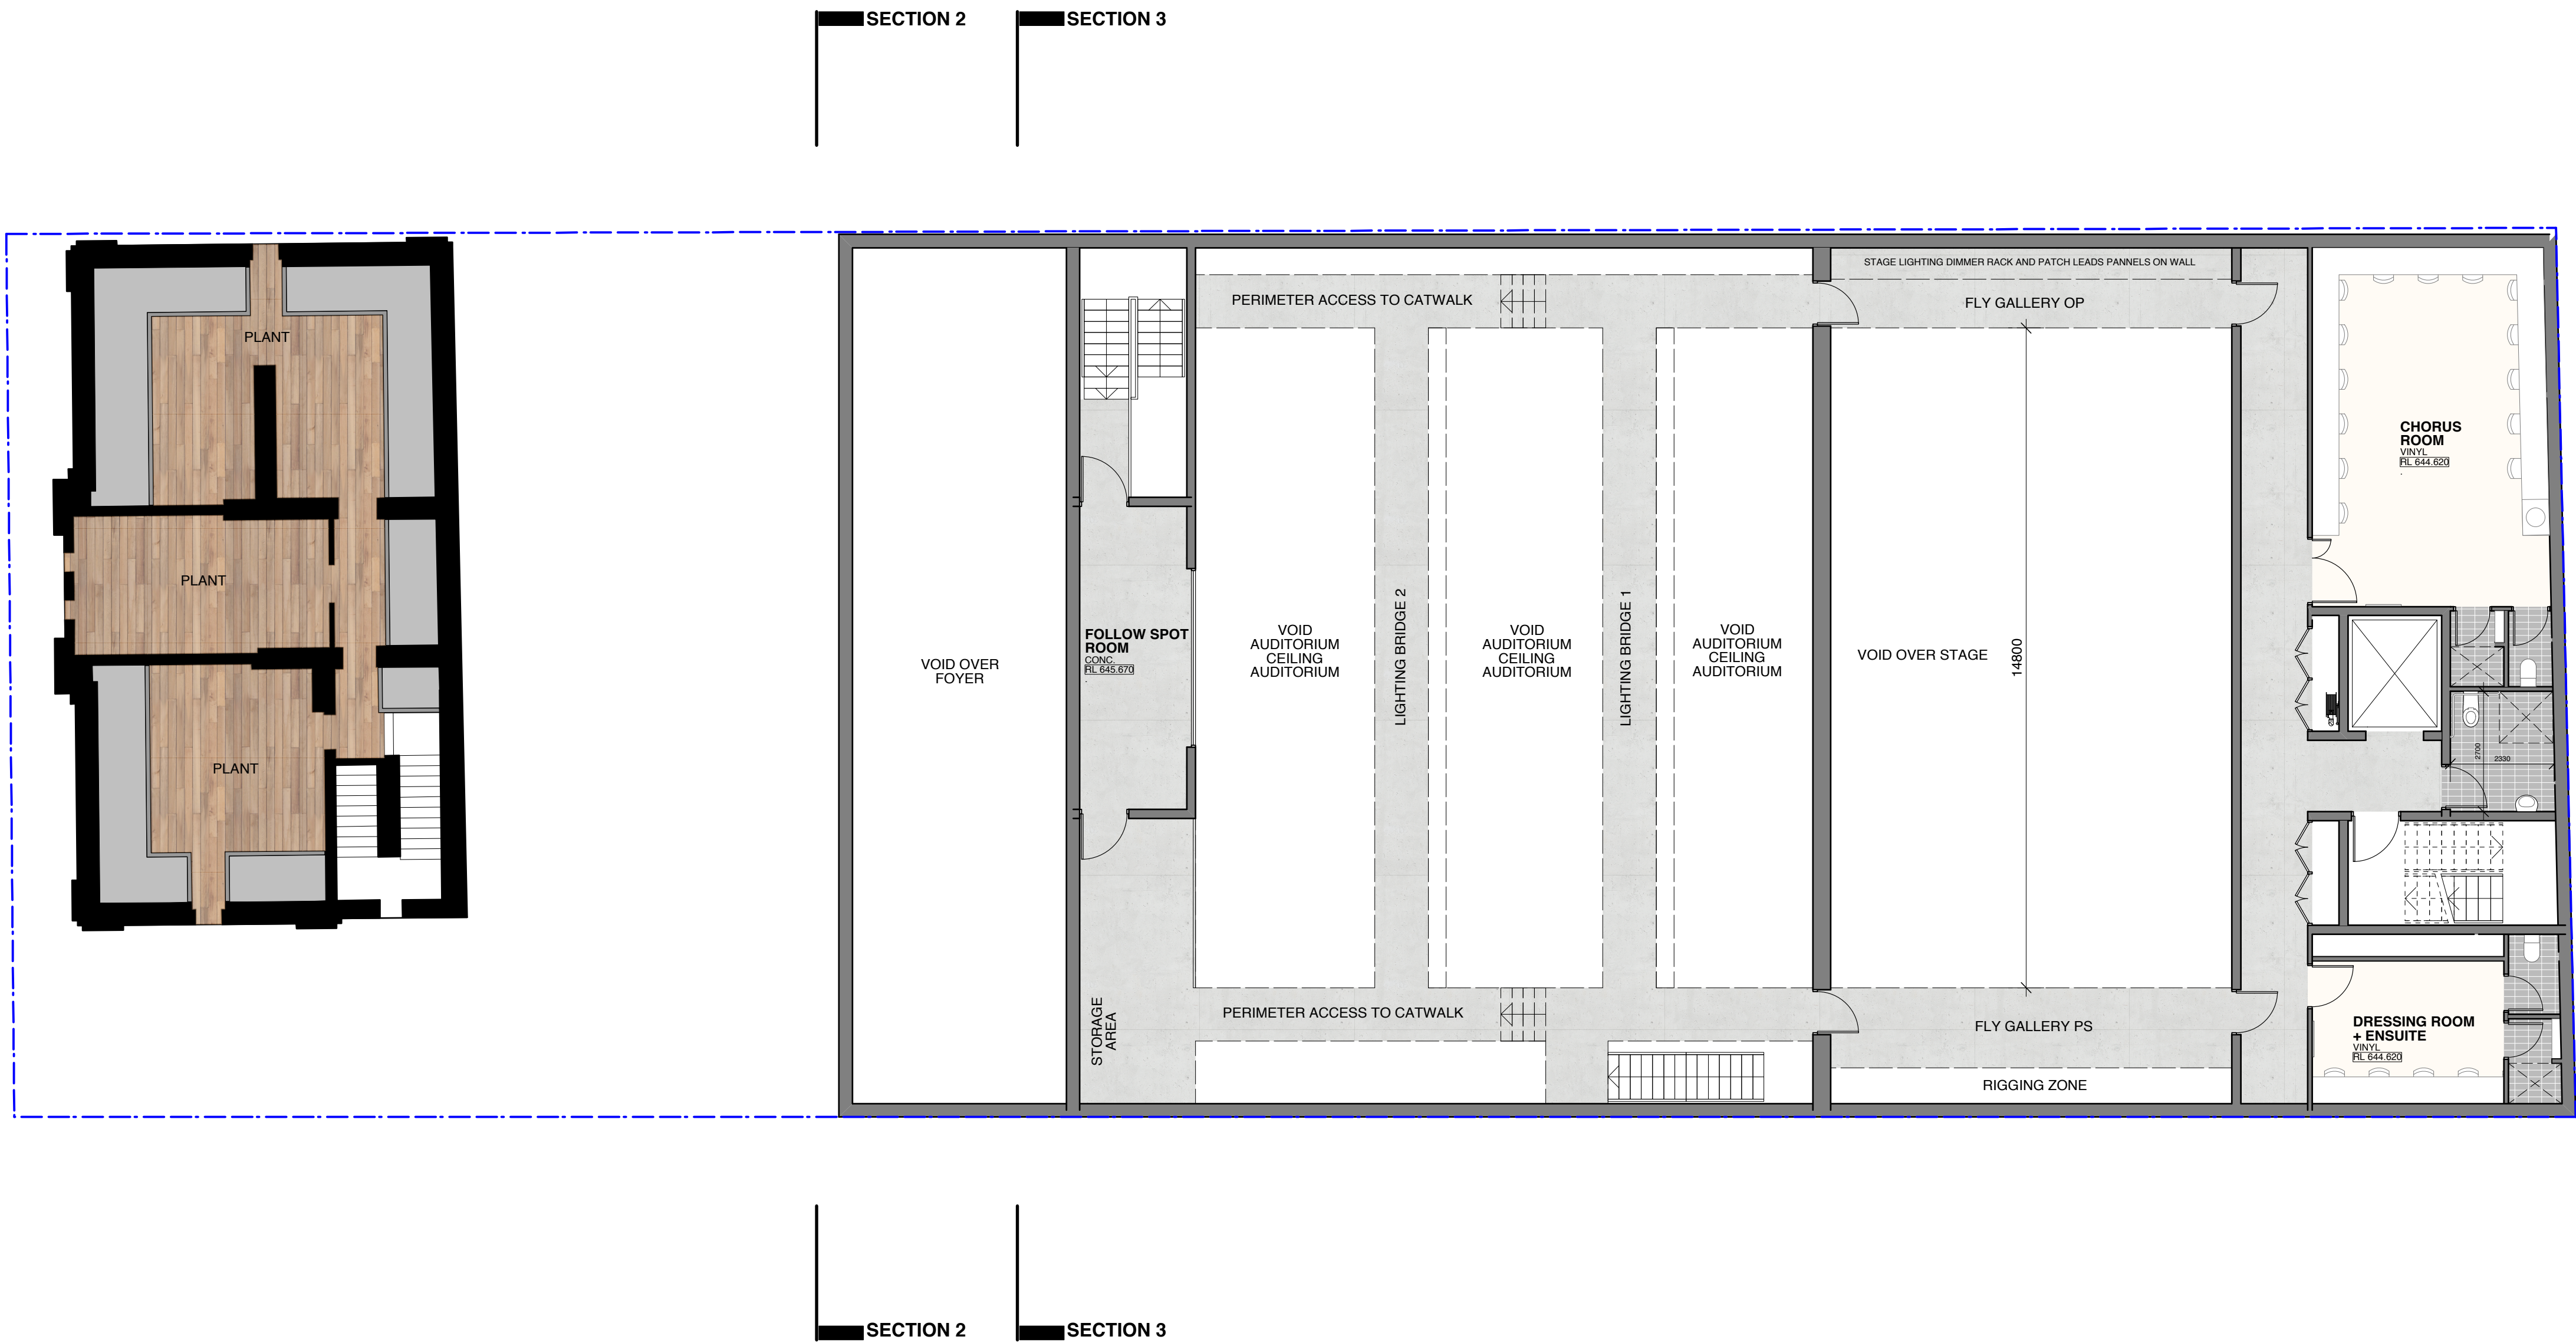 SECTION 2
SECTION 3
STAGE LIGHTING DIMMER RACK AND PATCH LEADS PANNELS ON WALL
PERIMETER ACCESS TO CATWALK
FLY GALLERY OP
PLANT
CHORUS
ROOM
VINYL
RL 644.620
PLANT
FOLLOW SPOT
ROOM
CONC.
RL 645.670
VOID OVER
FOYER
VOID
AUDITORIUM
CEILING
AUDITORIUM
LIGHTING BRIDGE 2
VOID
AUDITORIUM
CEILING
AUDITORIUM
LIGHTING BRIDGE 1
VOID
AUDITORIUM
CEILING
AUDITORIUM
VOID OVER STAGE
14800
2700
2330
PLANT
STORAGE
AREA
PERIMETER ACCESS TO CATWALK
FLY GALLERY PS
DRESSING ROOM
+ ENSUITE
VINYL
RL 644.620
RIGGING ZONE
SECTION 2
SECTION 3